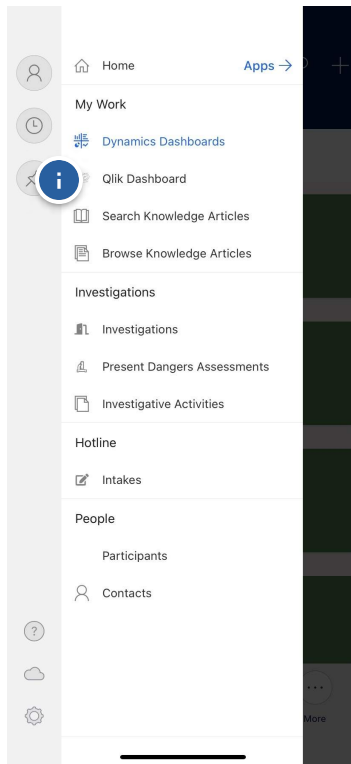 Home
Apps →
My Work
Dynamics Dashboards
i
Qlik Dashboard
Search Knowledge Articles
Browse Knowledge Articles
Investigations
Investigations
Present Dangers Assessments
Investigative Activities
Hotline
Intakes
People
Participants
Contacts
?
More